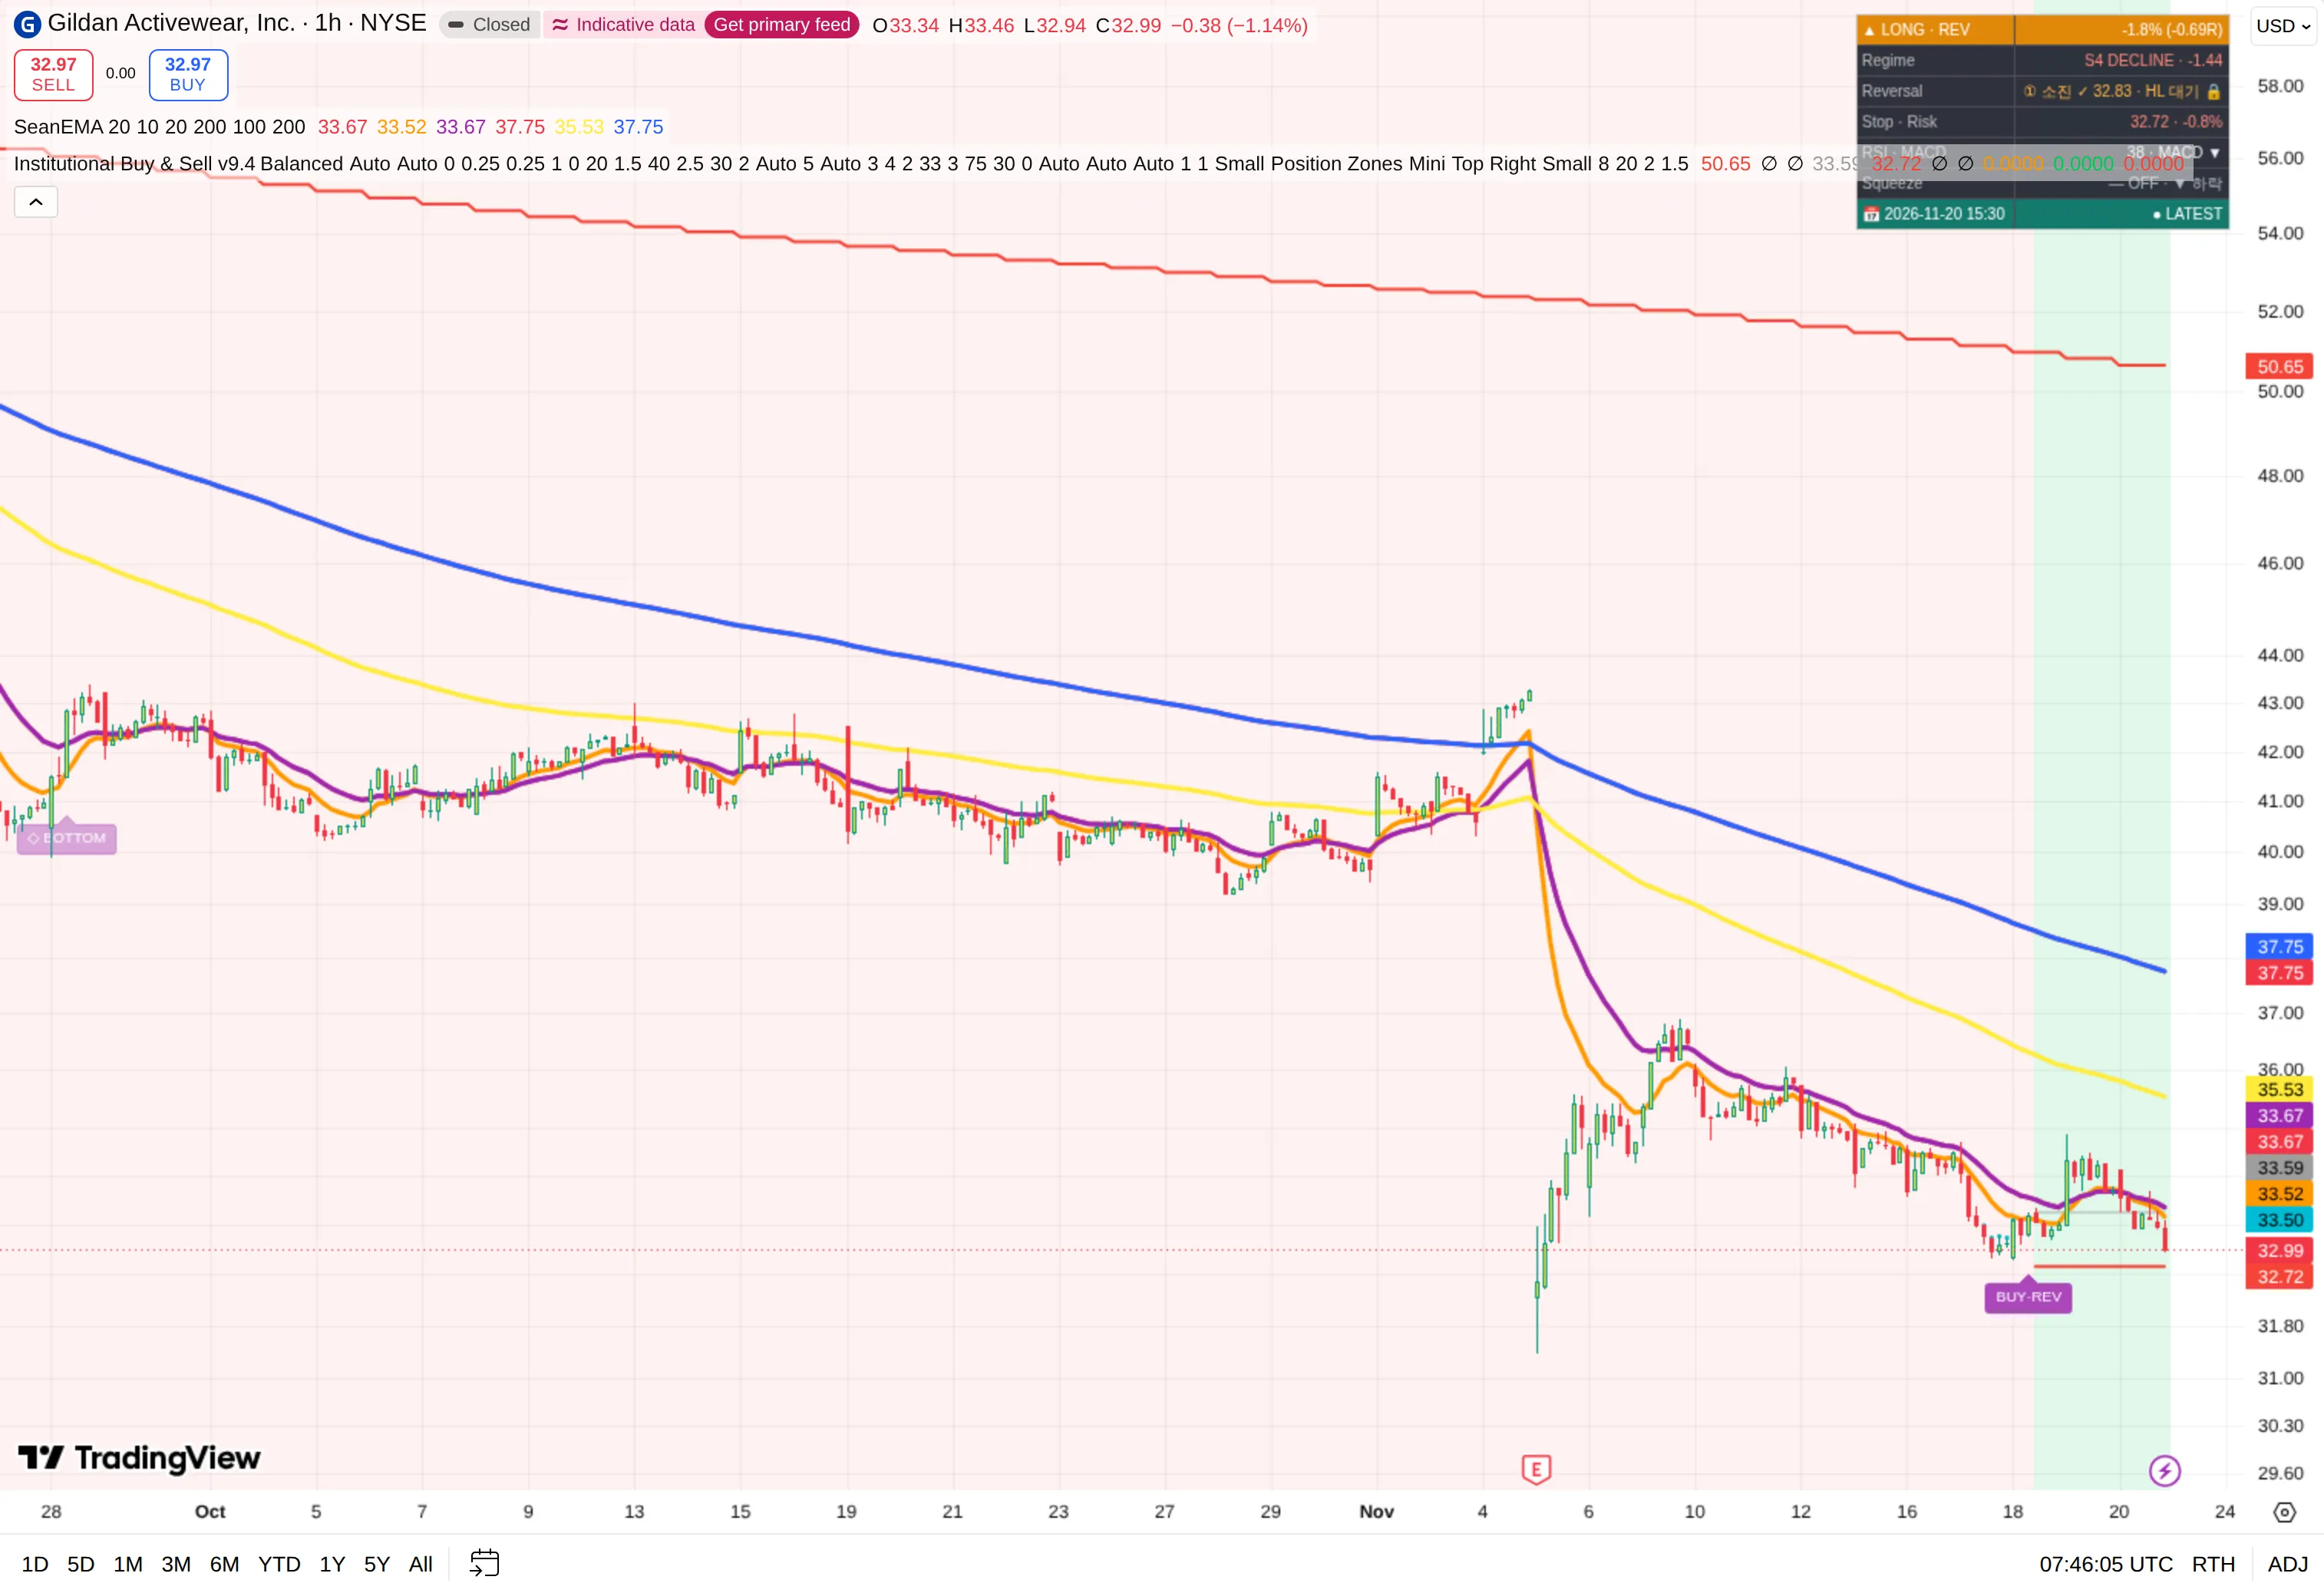 Gildan Activewear, Inc. · 1h · NYSE Closed Indicative data Get primary feed O33.34 H33.46 L32.94 C32.99 −0.38 (−1.14%)
32.97 SELL 0.00 32.97 BUY
SeanEMA 20 10 20 200 100 200 33.67 33.52 33.67 37.75 35.53 37.75
Institutional Buy & Sell v9.4 Balanced Auto Auto 0 0.25 0.25 1 0 20 1.5 40 2.5 30 2 Auto 5 Auto 3 4 2 33 3 75 30 0 Auto Auto Auto 1 1 Small Position Zones Mini Top Right Small 8 20 2 1.5 50.65 ∅ ∅ 33.59 32.72 ∅ ∅ 0.0000 0.0000 0.0000
▲ LONG · REV -1.8% (-0.69R)
Regime S4 DECLINE · -1.44
Reversal ① 소진 ✓ 32.83 · HL 대기 🔒
Stop · Risk 32.72 · -0.8%
RSI · MACD 38 · MACD ▼
Squeeze — OFF · ▼ 하락
📅 2026-11-20 15:30 ● LATEST
USD
58.00
56.00
54.00
52.00
50.65
50.00
48.00
46.00
44.00
43.00
42.00
41.00
40.00
39.00
37.75
37.75
37.00
36.00
35.53
33.67
33.67
33.59
33.52
33.50
32.99
32.72
31.80
31.00
30.30
29.60
◇ BOTTOM
BUY-REV
E
TradingView
28 Oct 5 7 9 13 15 19 21 23 27 29 Nov 4 6 10 12 16 18 20 24
1D 5D 1M 3M 6M YTD 1Y 5Y All 07:46:05 UTC RTH ADJ